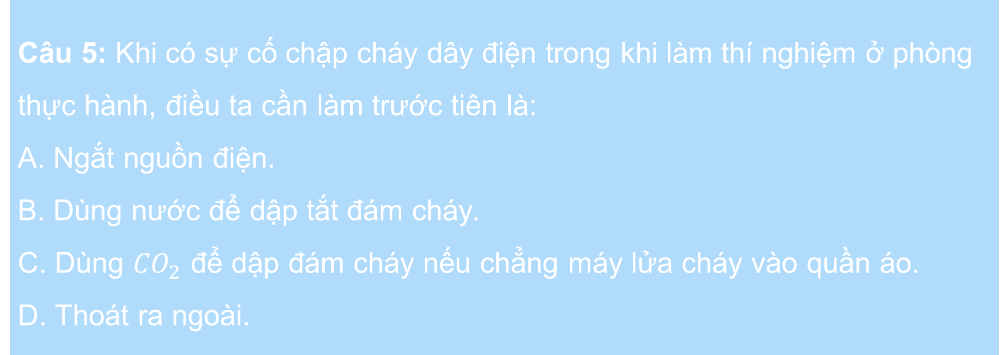 Câu 5: Khi có sự cố chập cháy dây điện trong khi làm thí nghiệm ở phòng
thực hành, điều ta cần làm trước tiên là:
A. Ngắt nguồn điện.
B. Dùng nước để dập tắt đám cháy.
C. Dùng CO₂ để dập đám cháy nếu chẳng máy lửa cháy vào quần áo.
D. Thoát ra ngoài.